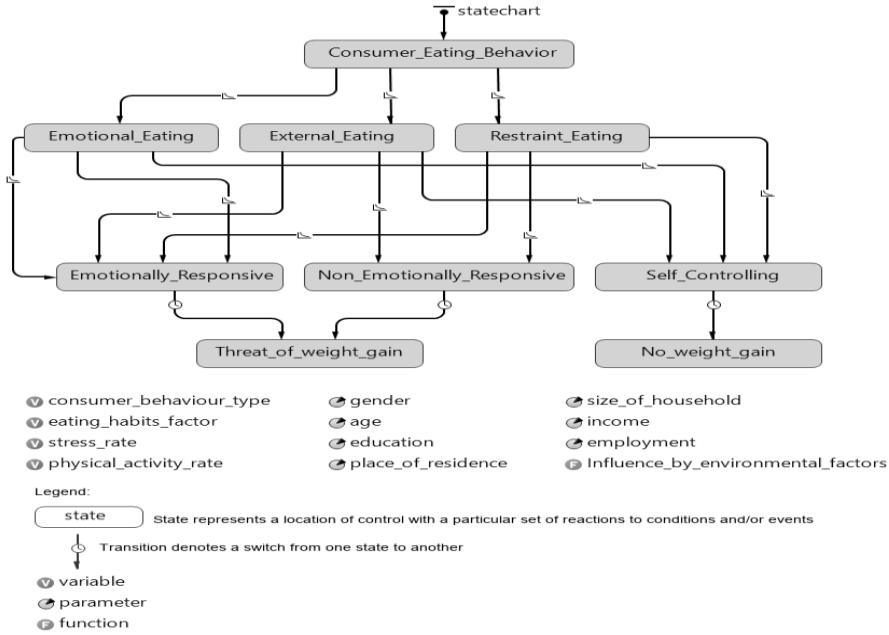 statechart
Consumer_Eating_Behavior
Emotional_Eating
External_Eating
Restraint_Eating
Emotionally_Responsive
Non_Emotionally_Responsive
Self_Controlling
Threat_of_weight_gain
No_weight_gain
V consumer_behaviour_type
gender
size_of_household
V eating_habits_factor
age
income
V stress_rate
education
employment
V physical_activity_rate
place_of_residence
F Influence_by_environmental_factors
Legend:
state
State represents a location of control with a particular set of reactions to conditions and/or events
Transition denotes a switch from one state to another
V variable
parameter
F function